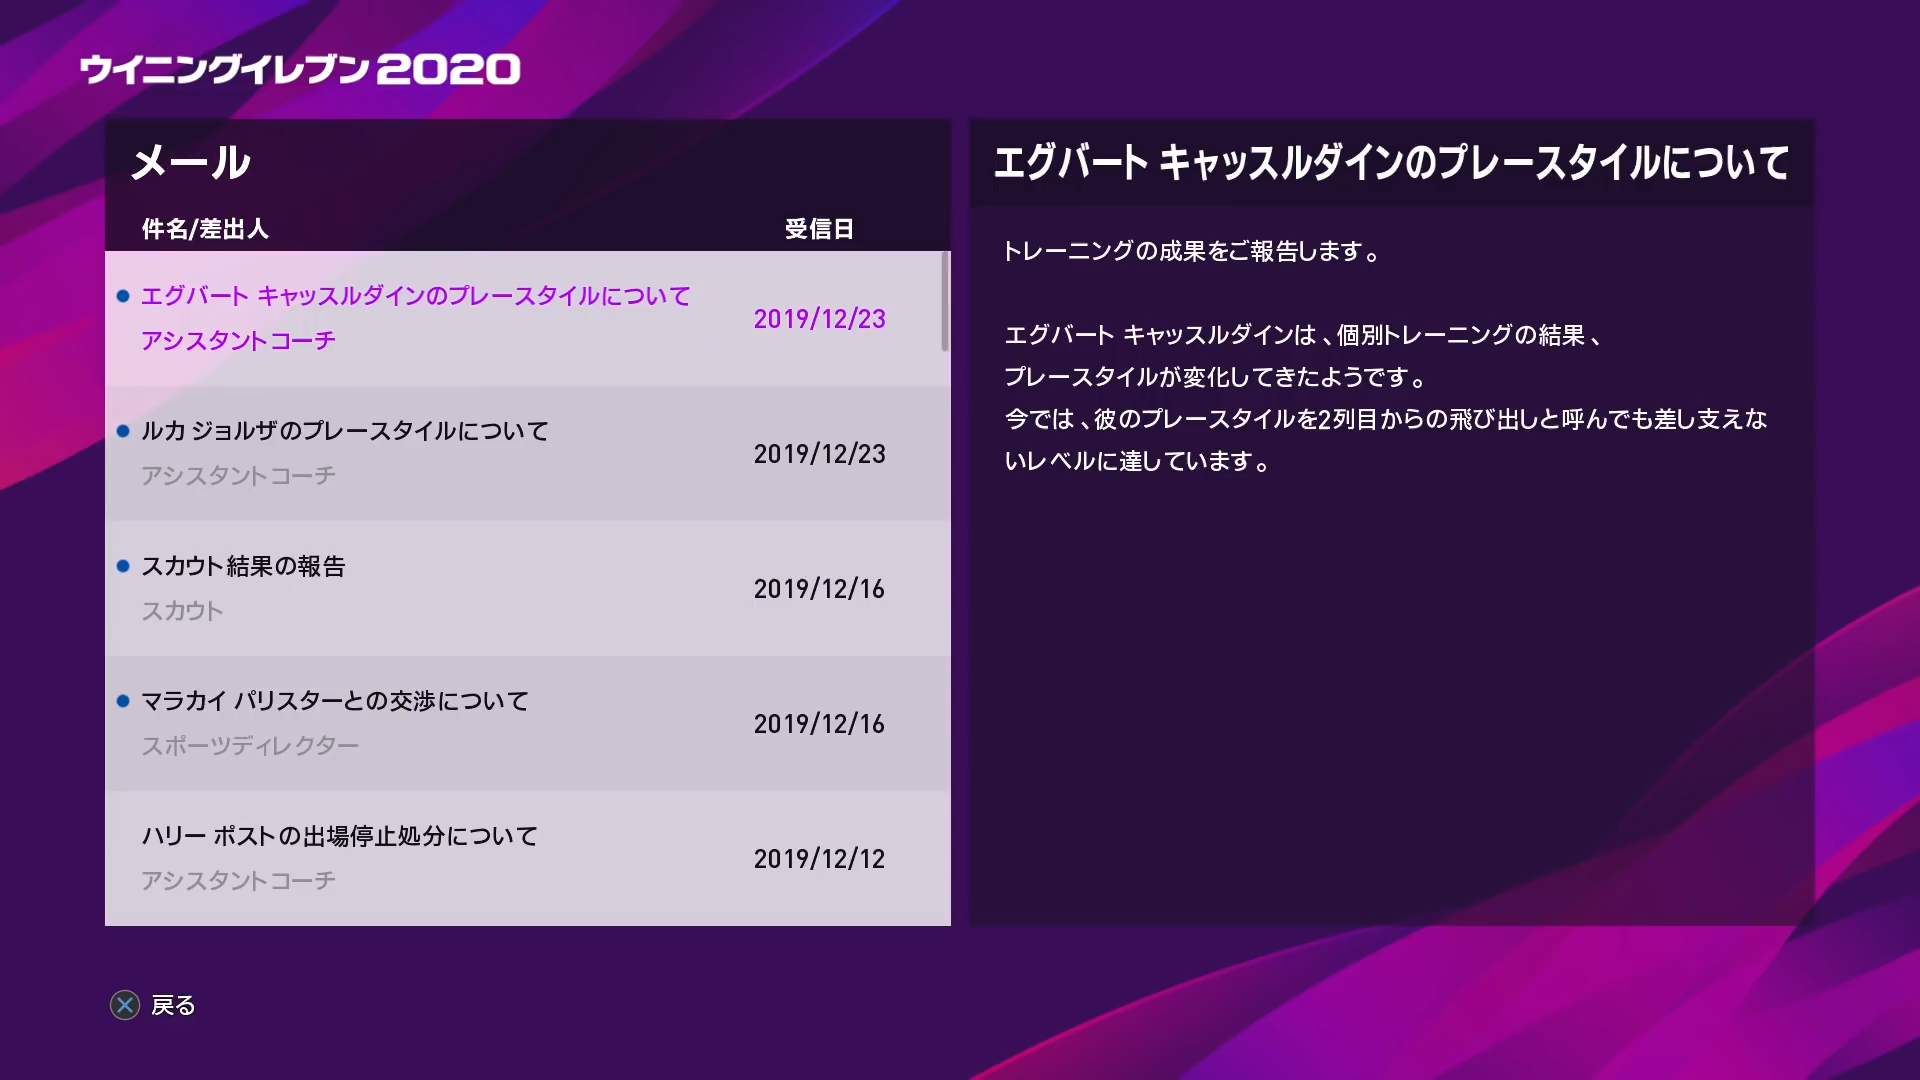 ウイニングイレブン 2020
メール
件名/差出人 受信日
エグバート キャッスルダインのプレースタイルについて
アシスタントコーチ
2019/12/23
ルカ ジョルザのプレースタイルについて
アシスタントコーチ
2019/12/23
スカウト結果の報告
スカウト
2019/12/16
マラカイ パリスターとの交渉について
スポーツディレクター
2019/12/16
ハリー ポストの出場停止処分について
アシスタントコーチ
2019/12/12
エグバート キャッスルダインのプレースタイルについて
トレーニングの成果をご報告します。
エグバート キャッスルダインは、個別トレーニングの結果、
プレースタイルが変化してきたようです。
今では、彼のプレースタイルを2列目からの飛び出しと呼んでも差し支えな
いレベルに達しています。
戻る